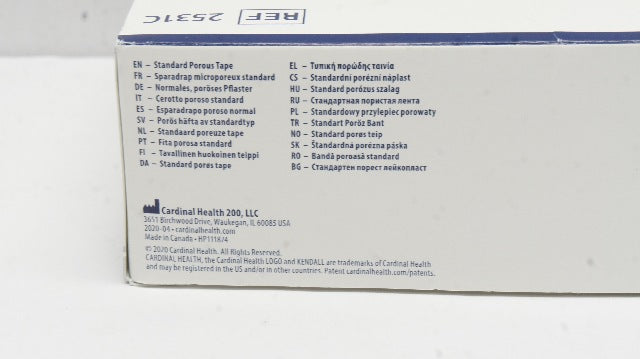 REF 2531C
EN – Standard Porous Tape
FR – Sparadrap microporeux standard
DE – Normales, poröses Pflaster
IT – Cerotto poroso standard
ES – Esparadrapo poroso normal
SV – Porös häfta av standardtyp
NL – Standaard poreuze tape
PT – Fita porosa standard
FI – Tavallinen huokoinen teippi
DA – Standard porøs tape
EL – Τυπική πορώδης ταινία
CS – Standardní porézní náplast
HU – Standard porózus szalag
RU – Стандартная пористая лента
PL – Standardowy przylepiec porowaty
TR – Standart Poröz Bant
NO – Standard porøs teip
SK – Štandardná porézna páska
RO – Bandă poroasă standard
BG – Стандартен порест лейкопласт
Cardinal Health 200, LLC
3651 Birchwood Drive, Waukegan, IL 60085 USA
2020-04 • cardinalhealth.com
Made in Canada • HP1118/4
© 2020 Cardinal Health. All Rights Reserved.
CARDINAL HEALTH, the Cardinal Health LOGO and KENDALL are trademarks of Cardinal Health
and may be registered in the US and/or in other countries. Patent cardinalhealth.com/patents.